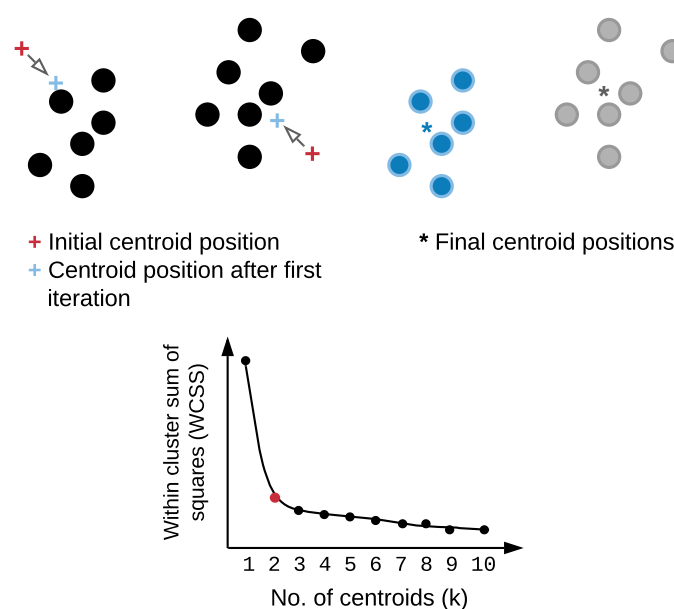 + Initial centroid position
+ Centroid position after first
iteration
* Final centroid positions
Within cluster sum of
squares (WCSS)
1 2 3 4 5 6 7 8 9 10
No. of centroids (k)